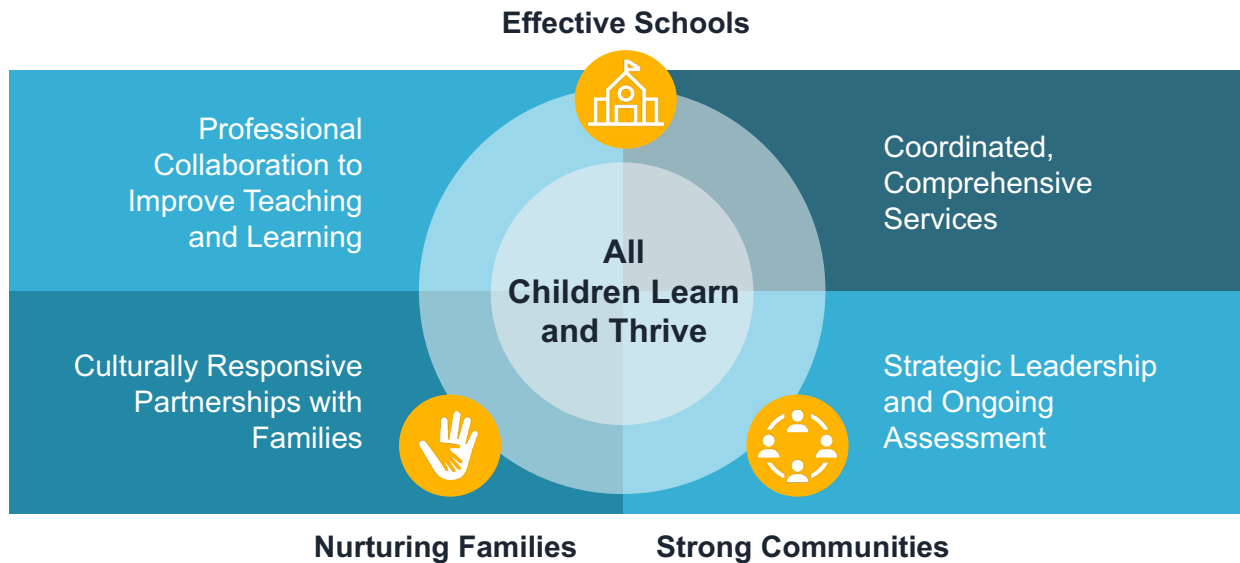 Effective Schools
Professional
Collaboration to
Improve Teaching
and Learning
Coordinated,
Comprehensive
Services
All
Children Learn
and Thrive
Culturally Responsive
Partnerships with
Families
Strategic Leadership
and Ongoing
Assessment
Nurturing Families
Strong Communities